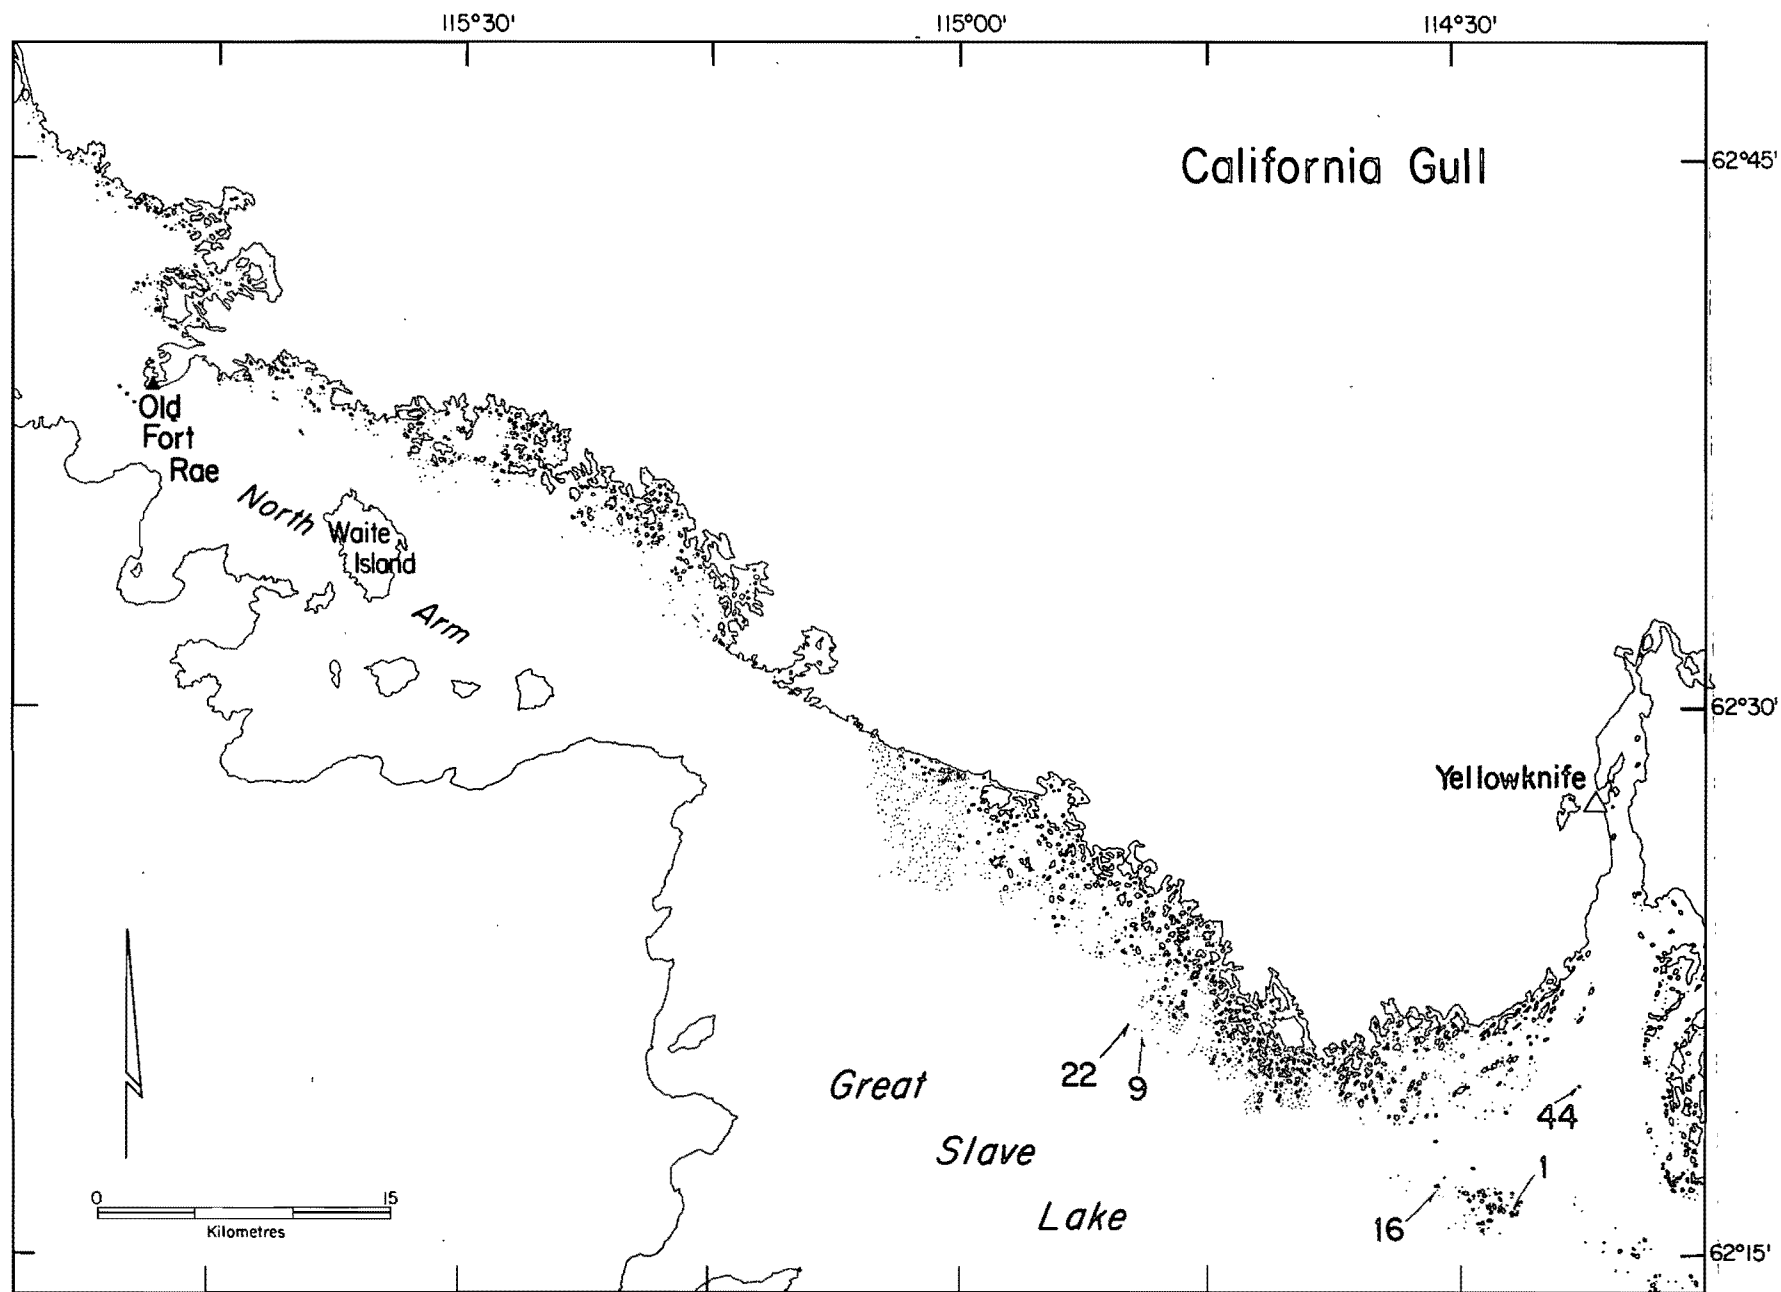 115°30'
115°00'
114°30'
California Gull
62°45'
Old
Fort
Rae
North
Waite
Island
Arm
62°30'
Yellowknife
22
9
Great
44
Slave
1
0
15
Kilometres
Lake
16
62°15'